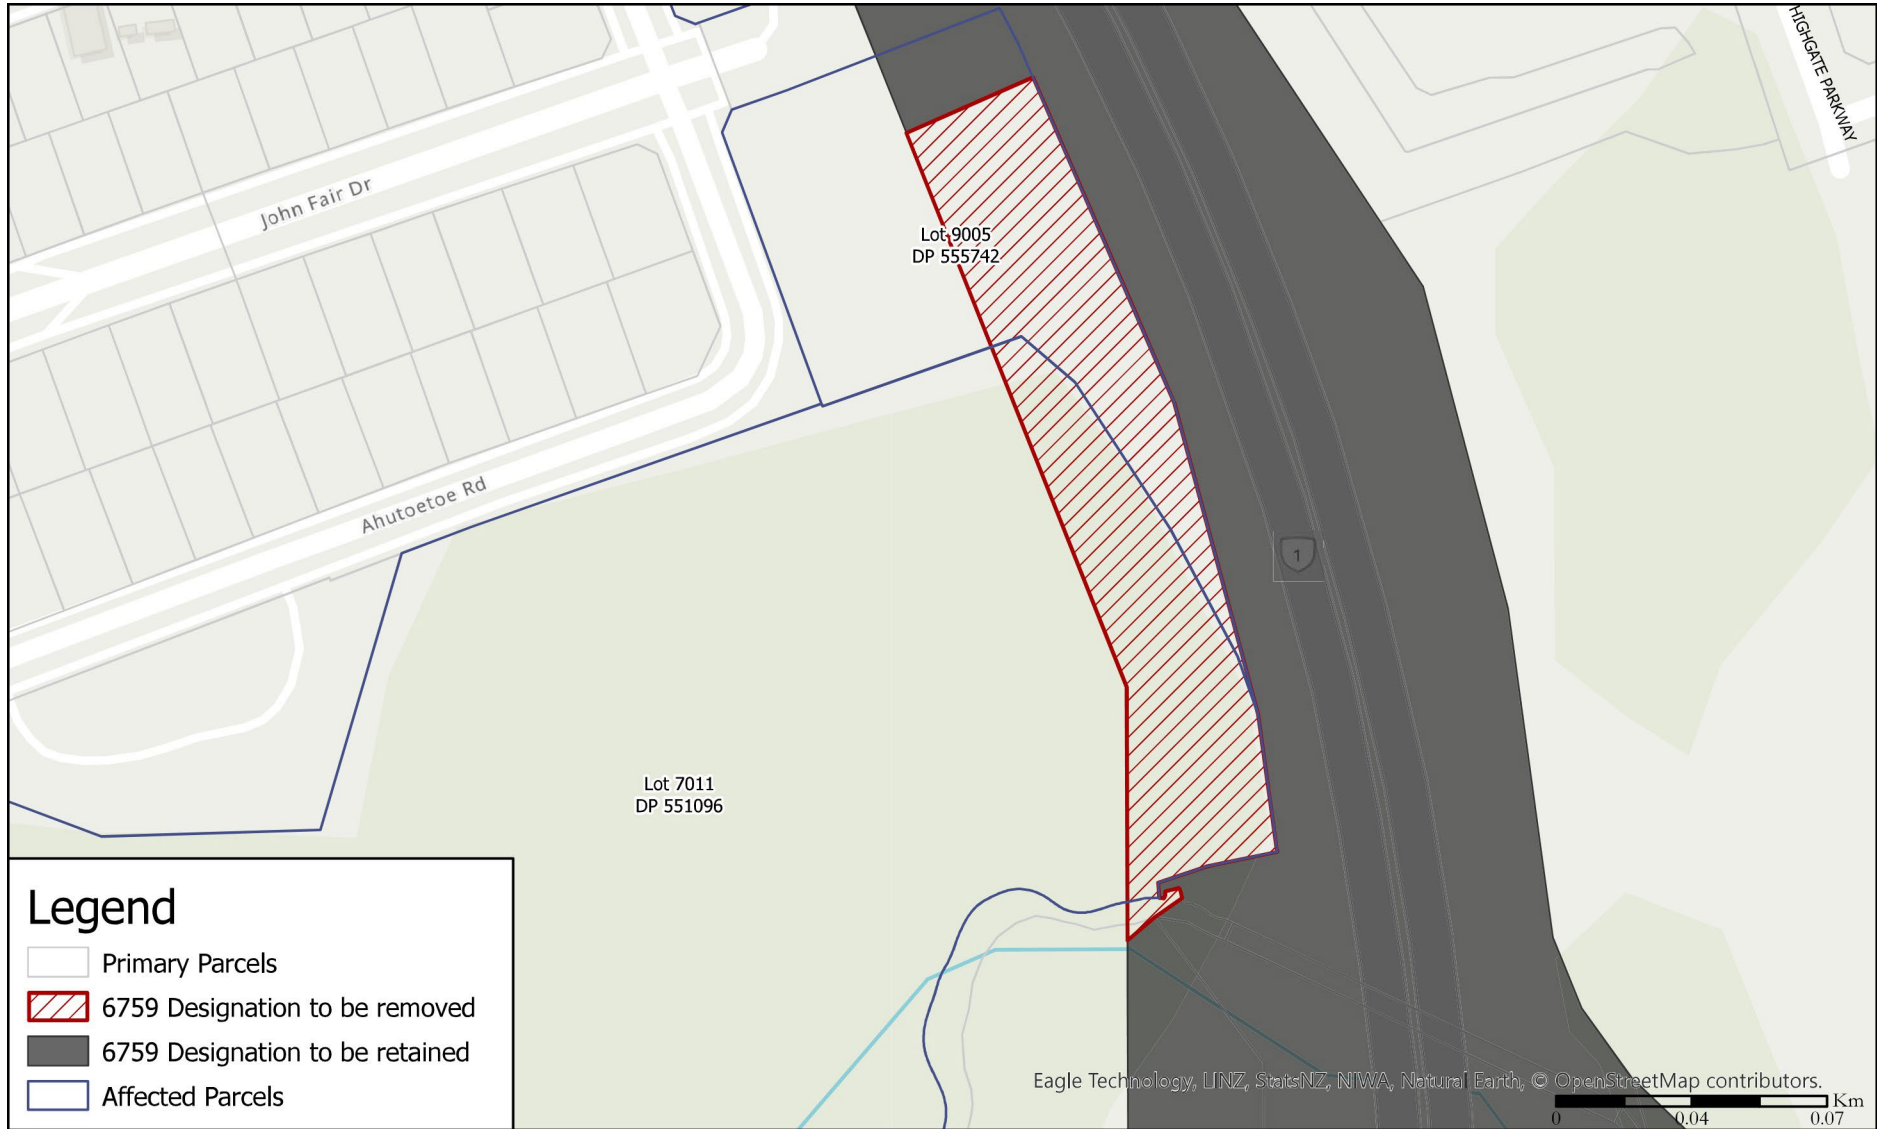 HIGHGATE PARKWAY
John Fair Dr
Lot 9005
DP 555742
Ahutoetoe Rd
1
Lot 7011
DP 551096
Legend
Primary Parcels
6759 Designation to be removed
6759 Designation to be retained
Affected Parcels
Eagle Technology, LINZ, StatsNZ, NIWA, Natural Earth, © OpenStreetMap contributors.
Km
0 0.04 0.07